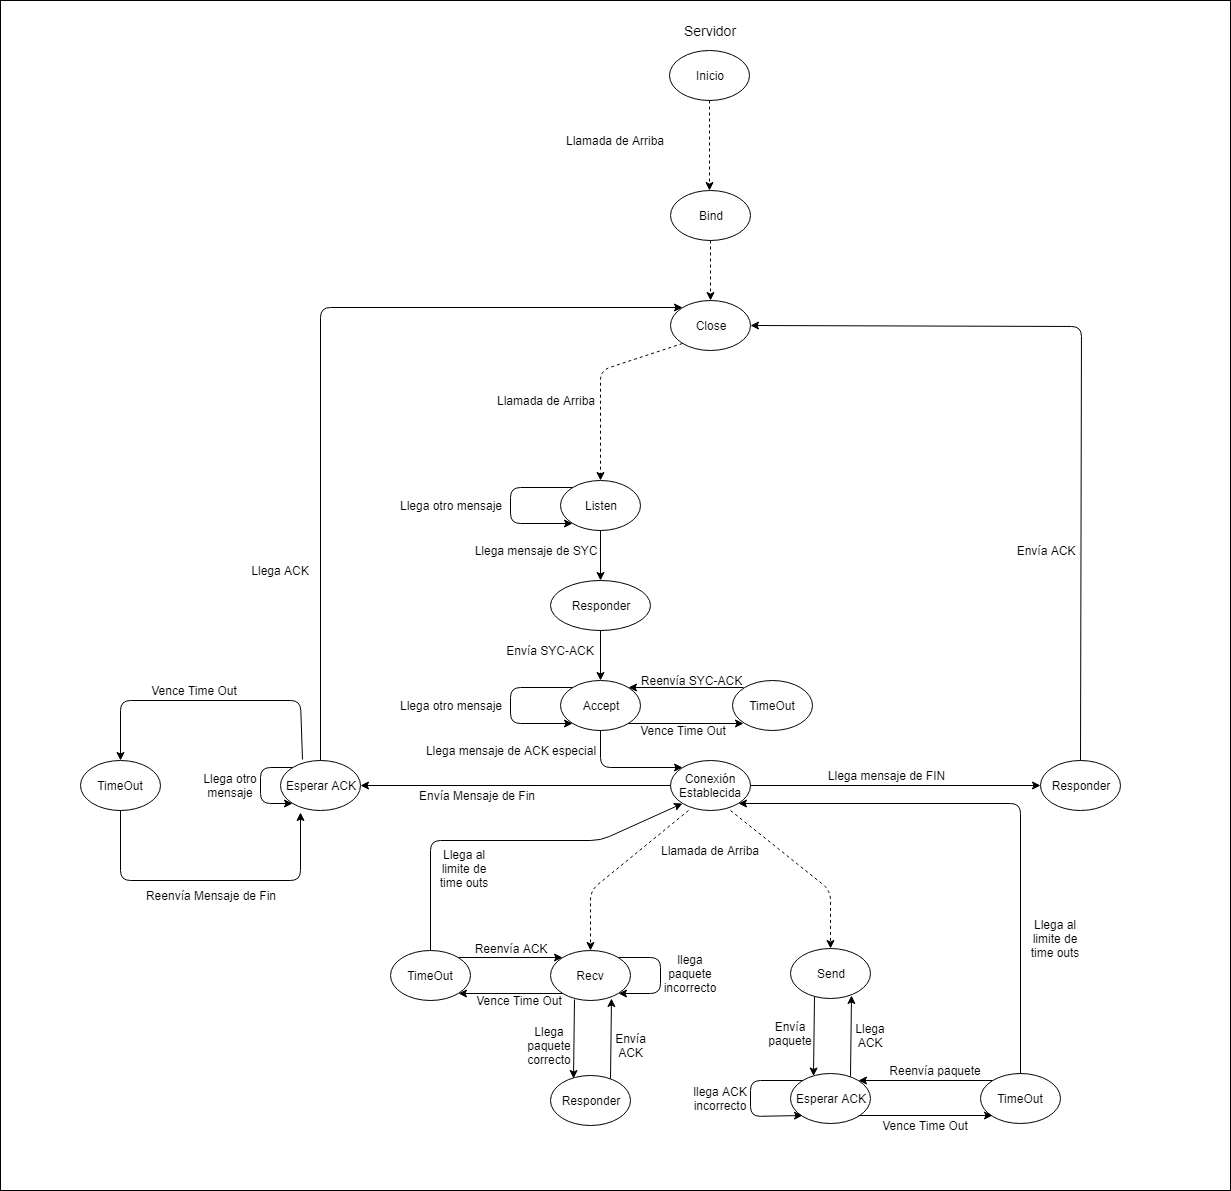 Servidor
Inicio
Llamada de Arriba
Bind
Close
Llamada de Arriba
Llega otro mensaje
Listen
Llega mensaje de SYC
Envía ACK
Llega ACK
Responder
Envía SYC-ACK
Reenvía SYC-ACK
Vence Time Out
Llega otro mensaje
Accept
TimeOut
Vence Time Out
Llega mensaje de ACK especial
TimeOut
Llega otro
mensaje
Esperar ACK
Envía Mensaje de Fin
Conexión
Establecida
Llega mensaje de FIN
Responder
Reenvía Mensaje de Fin
Llega al
limite de
time outs
Llamada de Arriba
Llega al
limite de
time outs
Reenvía ACK
TimeOut
Recv
llega
paquete
incorrecto
Send
Vence Time Out
Llega
paquete
correcto
Envía
ACK
Envía
paquete
Llega
ACK
Reenvía paquete
Responder
llega ACK
incorrecto
Esperar ACK
TimeOut
Vence Time Out